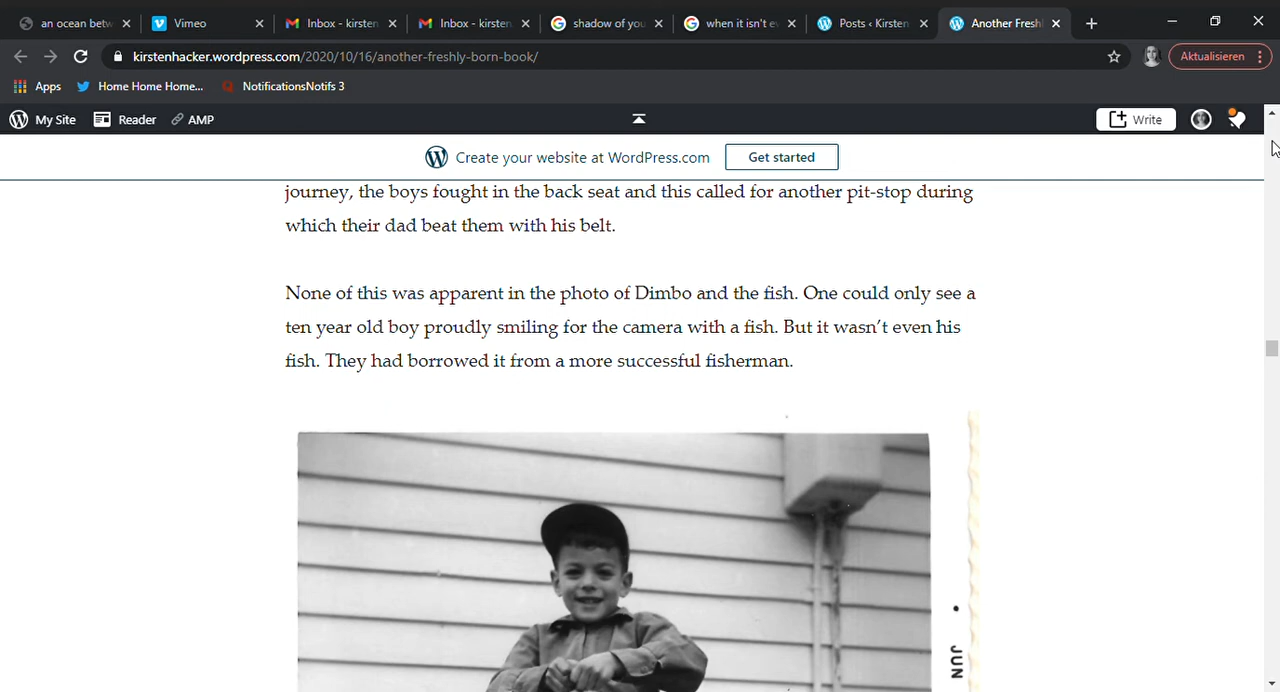 an ocean betw
Vimeo
Inbox - kirsten
Inbox - kirsten.
shadow of you
when it isn't ev
Posts ‹ Kirsten
Another Fresh
kirstenhacker.wordpress.com/2020/10/16/another-freshly-born-book/
Aktualisieren
Apps
Home Home Home...
NotificationsNotifs 3
My Site
Reader
AMP
Write
Create your website at WordPress.com
Get started
journey, the boys fought in the back seat and this called for another pit-stop during
which their dad beat them with his belt.
None of this was apparent in the photo of Dimbo and the fish. One could only see a
ten year old boy proudly smiling for the camera with a fish. But it wasn't even his
fish. They had borrowed it from a more successful fisherman.
JUN